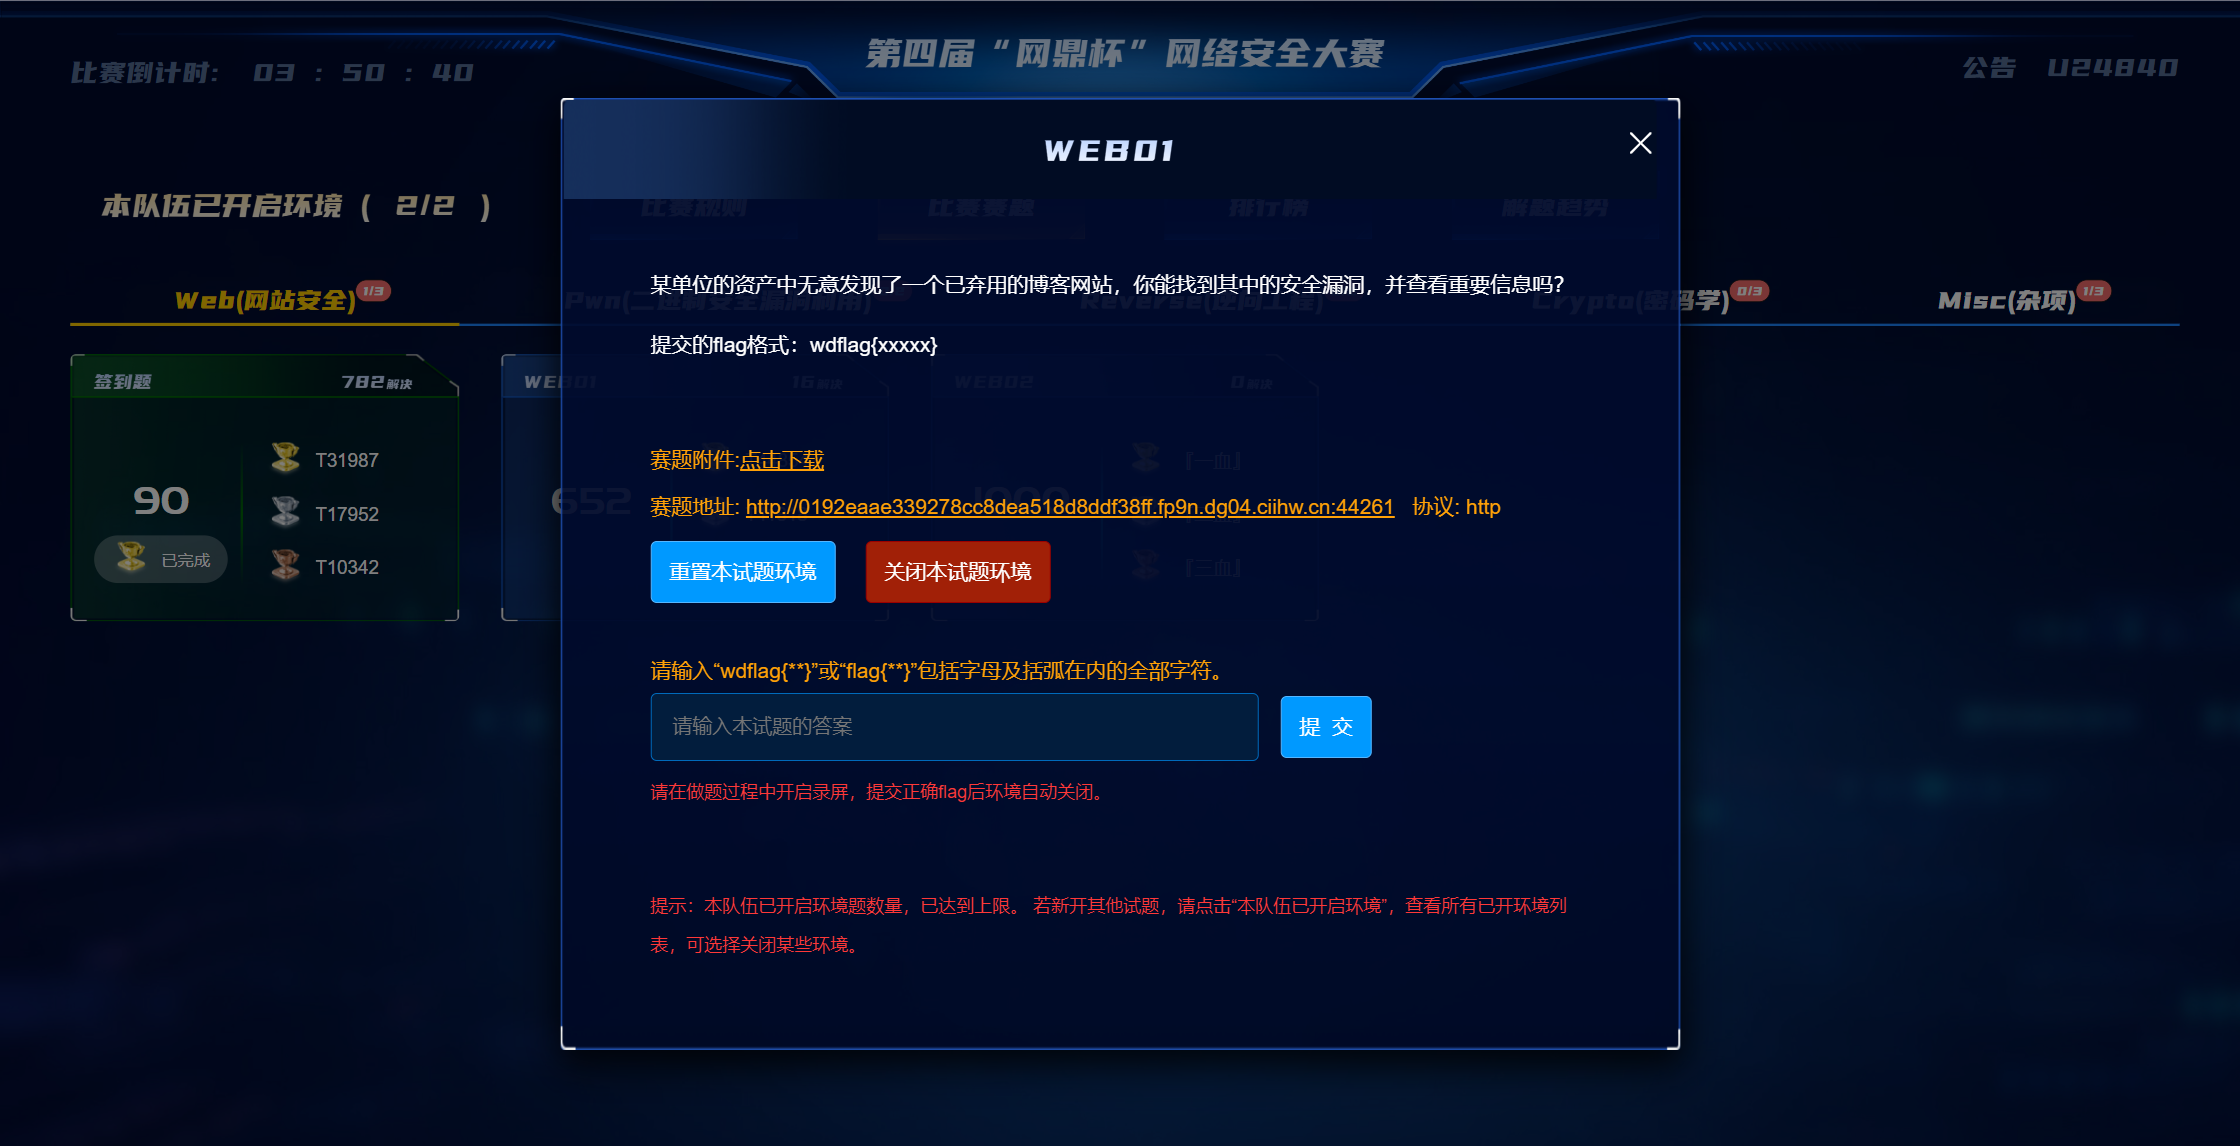 第四届“网鼎杯”网络安全大赛
比赛倒计时: 03 : 50 : 40
公告 U24840
WEB01
本队伍已开启环境 ( 2/2 )
比赛规则 比赛赛题 排行榜 解题趋势
Web(网站安全) 1/3
Pwn(二进制安全漏洞利用)
Reverse(逆向工程)
Crypto(密码学) 0/3
Misc(杂项) 1/3
签到题 782解决
90
已完成
T31987
T17952
T10342
WEB01 16解决
652
WEB02 0解决
1000
『一血』
『三血』
某单位的资产中无意发现了一个已弃用的博客网站，你能找到其中的安全漏洞，并查看重要信息吗？
提交的flag格式：wdflag{xxxxx}
赛题附件:点击下载
赛题地址: http://0192eaae339278cc8dea518d8ddf38ff.fp9n.dg04.ciihw.cn:44261 协议: http
重置本试题环境 关闭本试题环境
请输入“wdflag{**}”或“flag{**}”包括字母及括弧在内的全部字符。
请输入本试题的答案
提 交
请在做题过程中开启录屏，提交正确flag后环境自动关闭。
提示：本队伍已开启环境题数量，已达到上限。 若新开其他试题，请点击“本队伍已开启环境”，查看所有已开环境列
表，可选择关闭某些环境。